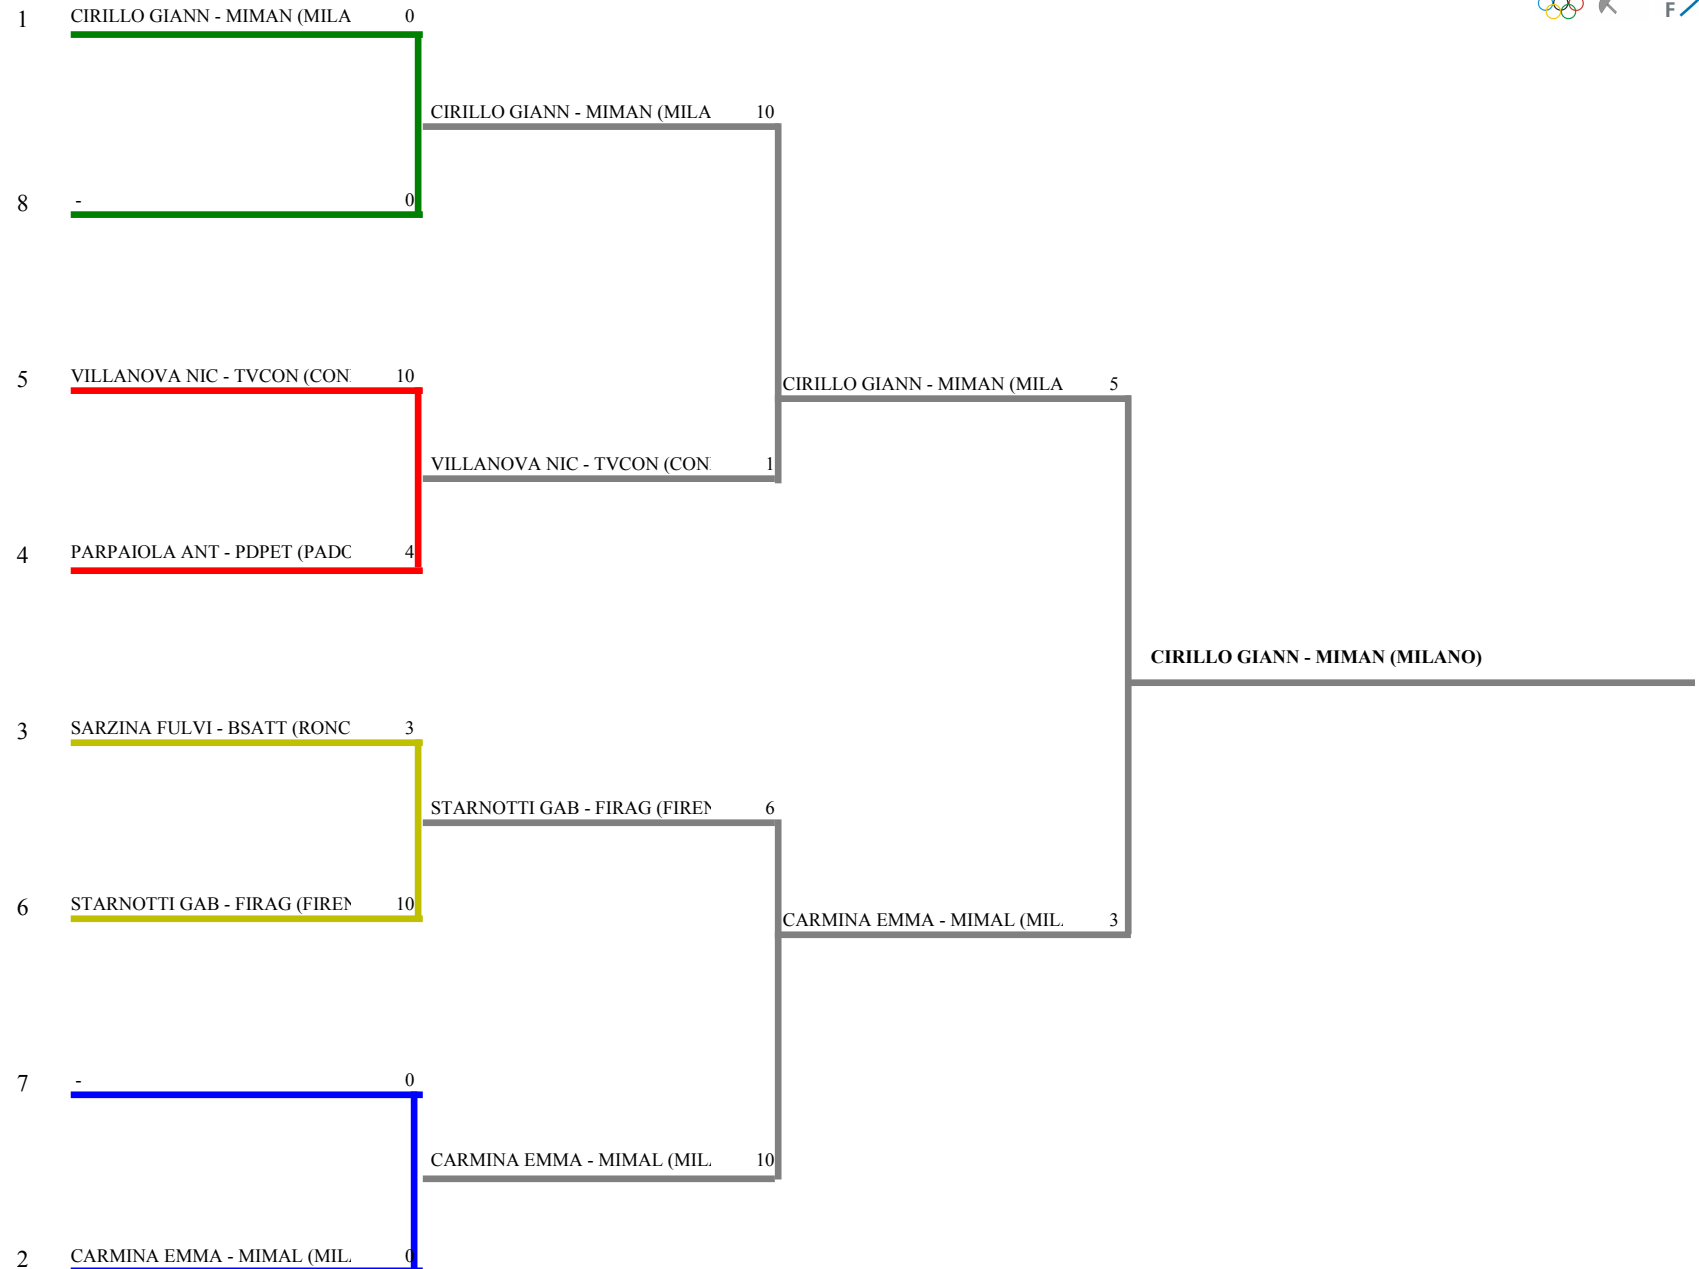 F
1 CIRILLO GIANN - MIMAN (MILA 0
CIRILLO GIANN - MIMAN (MILA 10
8 - 0
5 VILLANOVA NIC - TVCON (CON 10
CIRILLO GIANN - MIMAN (MILA 5
VILLANOVA NIC - TVCON (CON 1
4 PARPAIOLA ANT - PDPET (PADO 4
CIRILLO GIANN - MIMAN (MILANO)
3 SARZINA FULVI - BSATT (RONC 3
STARNOTTI GAB - FIRAG (FIREN 6
6 STARNOTTI GAB - FIRAG (FIREN 10
CARMINA EMMA - MIMAL (MIL 3
7 - 0
CARMINA EMMA - MIMAL (MIL 10
2 CARMINA EMMA - MIMAL (MIL 0